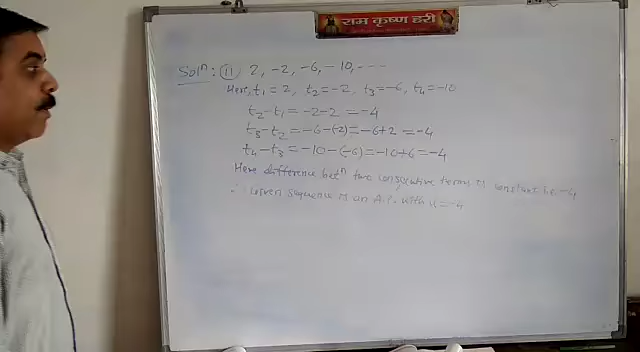 राम कृष्ण हरी
Solⁿ: (11) 2, -2, -6, -10, ---
Here, t₁ = 2, t₂ = -2, t₃ = -6, t₄ = -10
t₂ - t₁ = -2 - 2 = -4
t₃ - t₂ = -6 - (-2) = -6 + 2 = -4
t₄ - t₃ = -10 - (-6) = -10 + 6 = -4
Here difference betⁿ two consecutive terms is constant i.e. -4
∴ Given sequence is an A.P. with d = -4